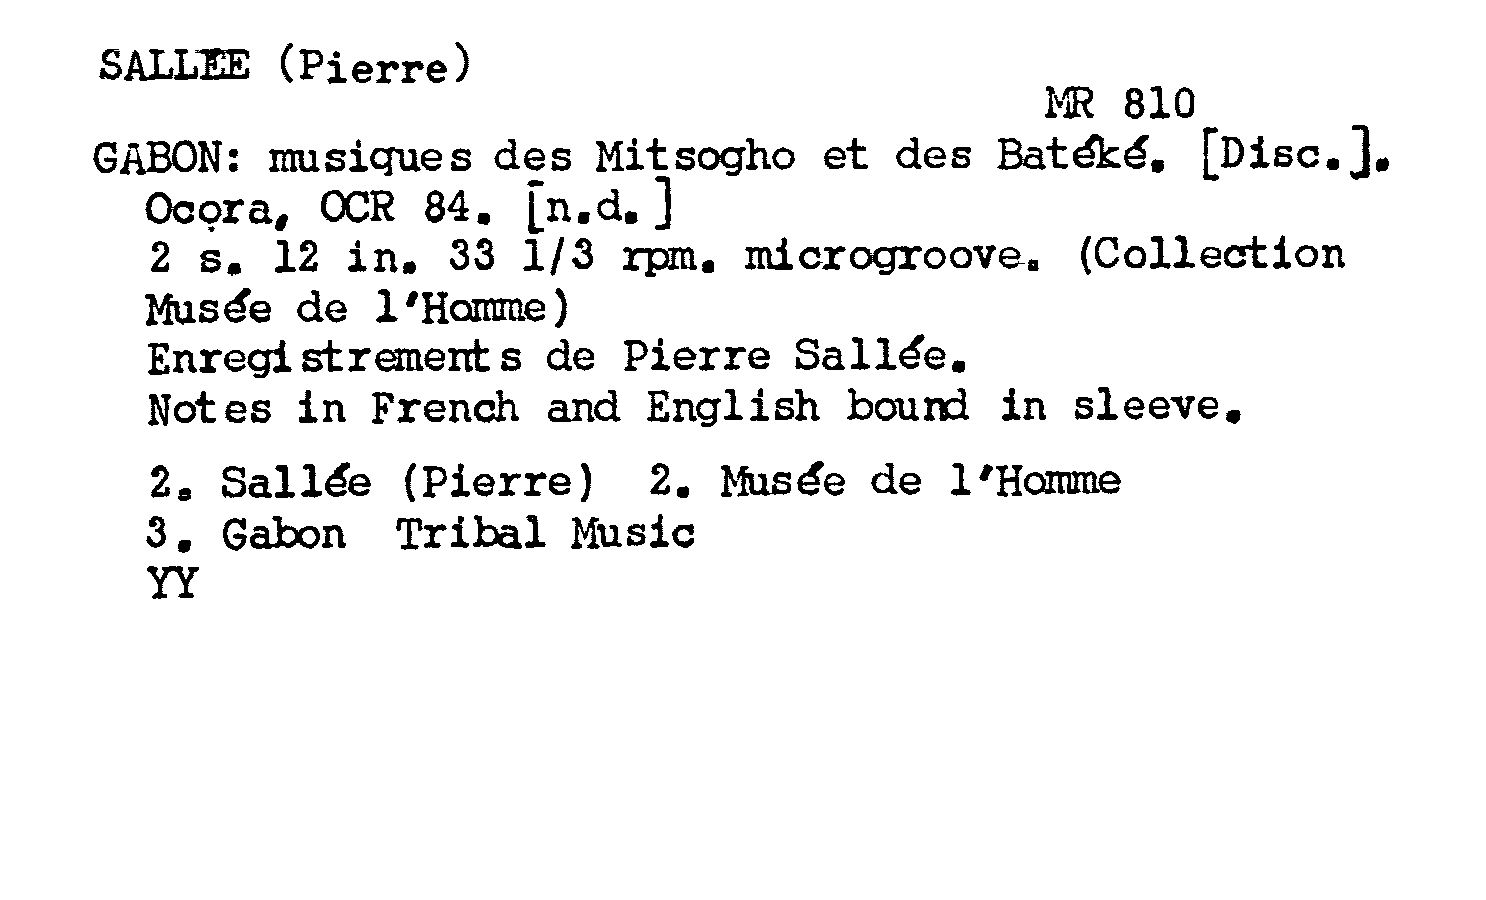 SALLEE (Pierre)
MR 810
GABON: musiques des Mitsogho et des Batéké. [Disc.].
Ocora, OCR 84. [n.d.]
2 s. 12 in. 33 1/3 rpm. microgroove. (Collection
Musée de l'Homme)
Enregistrements de Pierre Sallée.
Notes in French and English bound in sleeve.
2. Sallée (Pierre) 2. Musée de l'Homme
3. Gabon Tribal Music
YY